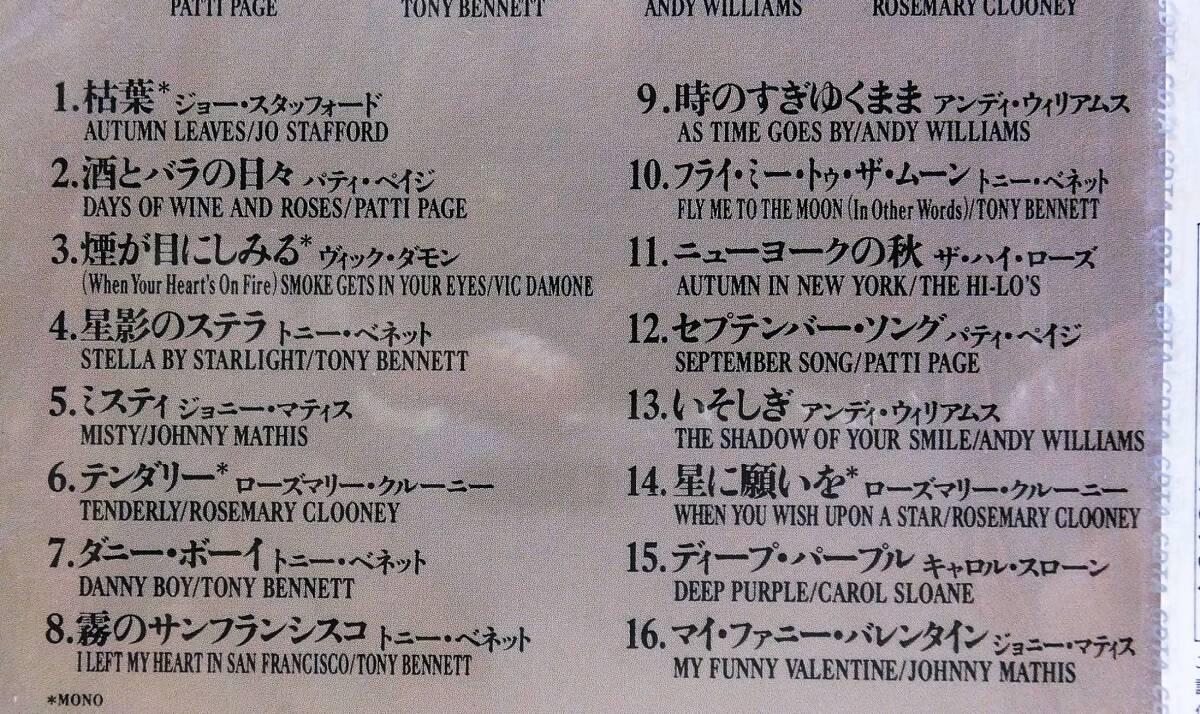 PATTI PAGE TONY BENNETT ANDY WILLIAMS ROSEMARY CLOONEY
1.枯葉* ジョー・スタッフォード
AUTUMN LEAVES/JO STAFFORD
2.酒とバラの日々 パティ・ペイジ
DAYS OF WINE AND ROSES/PATTI PAGE
3.煙が目にしみる* ヴィック・ダモン
(When Your Heart's On Fire) SMOKE GETS IN YOUR EYES/VIC DAMONE
4.星影のステラ トニー・ベネット
STELLA BY STARLIGHT/TONY BENNETT
5.ミスティ ジョニー・マティス
MISTY/JOHNNY MATHIS
6.テンダリー* ローズマリー・クルーニー
TENDERLY/ROSEMARY CLOONEY
7.ダニー・ボーイ トニー・ベネット
DANNY BOY/TONY BENNETT
8.霧のサンフランシスコ トニー・ベネット
I LEFT MY HEART IN SAN FRANCISCO/TONY BENNETT
*MONO
9.時のすぎゆくまま アンディ・ウィリアムス
AS TIME GOES BY/ANDY WILLIAMS
10.フライ・ミー・トゥ・ザ・ムーン トニー・ベネット
FLY ME TO THE MOON (In Other Words)/TONY BENNETT
11.ニューヨークの秋 ザ・ハイ・ローズ
AUTUMN IN NEW YORK/THE HI-LO'S
12.セプテンバー・ソング パティ・ペイジ
SEPTEMBER SONG/PATTI PAGE
13.いそしぎ アンディ・ウィリアムス
THE SHADOW OF YOUR SMILE/ANDY WILLIAMS
14.星に願いを* ローズマリー・クルーニー
WHEN YOU WISH UPON A STAR/ROSEMARY CLOONEY
15.ディープ・パープル キャロル・スローン
DEEP PURPLE/CAROL SLOANE
16.マイ・ファニー・バレンタイン ジョニー・マティス
MY FUNNY VALENTINE/JOHNNY MATHIS